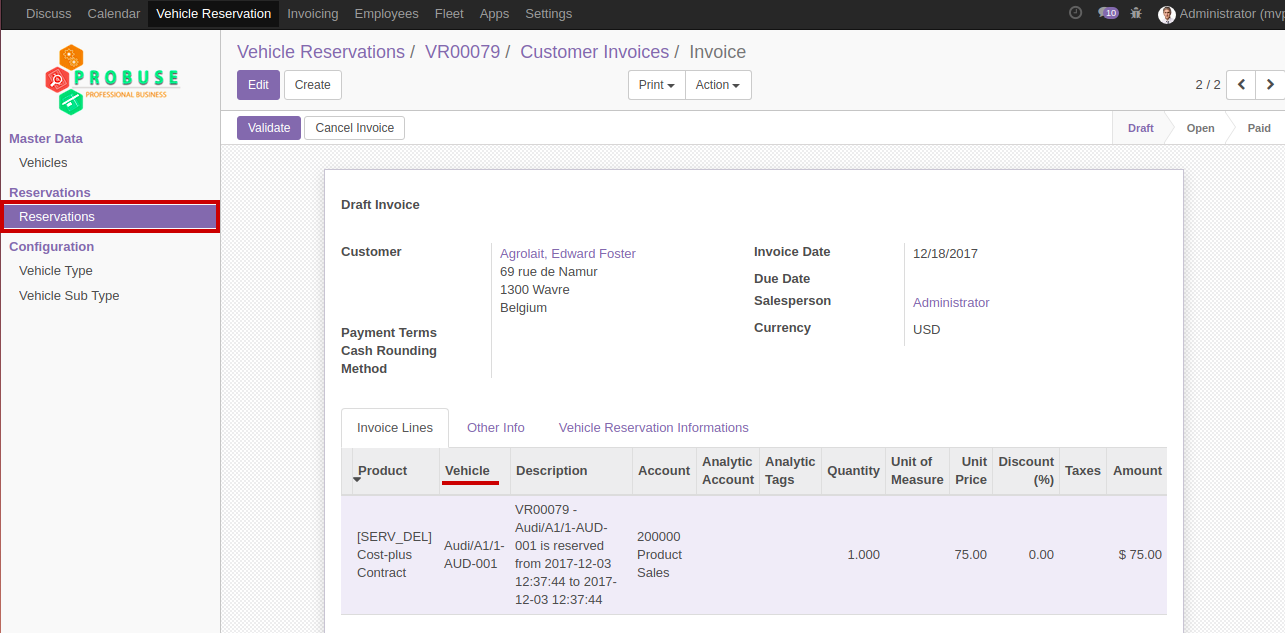 Discuss Calendar Vehicle Reservation Invoicing Employees Fleet Apps Settings 10 Administrator (mvp
PROBUSE
PROFESSIONAL BUSINESS
Master Data
Vehicles
Reservations
Reservations
Configuration
Vehicle Type
Vehicle Sub Type
Vehicle Reservations / VR00079 / Customer Invoices / Invoice
Edit Create Print Action 2 / 2
Validate Cancel Invoice Draft Open Paid
Draft Invoice
Customer
Agrolait, Edward Foster
69 rue de Namur
1300 Wavre
Belgium
Payment Terms
Cash Rounding
Method
Invoice Date 12/18/2017
Due Date
Salesperson Administrator
Currency USD
Invoice Lines Other Info Vehicle Reservation Informations
Product Vehicle Description Account Analytic Account Analytic Tags Quantity Unit of Measure Unit Price Discount (%) Taxes Amount
[SERV_DEL]
Cost-plus
Contract
Audi/A1/1-
AUD-001
VR00079 -
Audi/A1/1-AUD-
001 is reserved
from 2017-12-03
12:37:44 to 2017-
12-03 12:37:44
200000
Product
Sales
1.000 75.00 0.00 $ 75.00